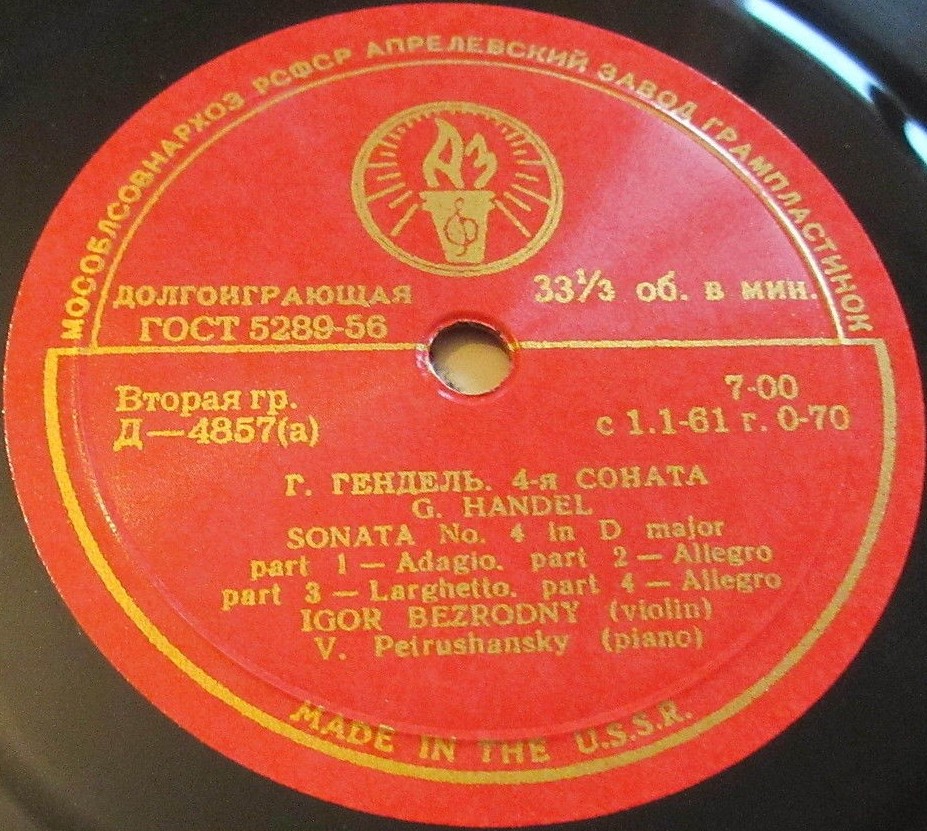 МОСОБЛСОВНАРХОЗ РСФСР АПРЕЛЕВСКИЙ ЗАВОД ГРАМПЛАСТИНОК
АЗ
ДОЛГОИГРАЮЩАЯ
ГОСТ 5289-56
33⅓ об. в мин.
Вторая гр.
Д—4857(а)
7-00
с 1.1-61 г. 0-70
Г. ГЕНДЕЛЬ. 4-я СОНАТА
G. HANDEL
SONATA No. 4 in D major
part 1 — Adagio. part 2 — Allegro
part 3 — Larghetto. part 4 — Allegro
IGOR BEZRODNY (violin)
V. Petrushansky (piano)
MADE IN THE U.S.S.R.